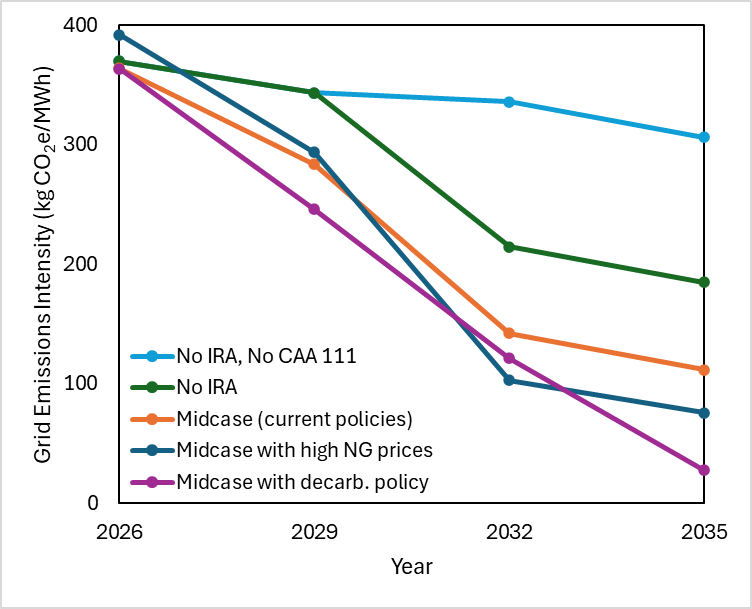 Grid Emissions Intensity (kg CO₂e/MWh)
400
300
200
100
0
No IRA, No CAA 111
No IRA
Midcase (current policies)
Midcase with high NG prices
Midcase with decarb. policy
2026 2029 2032 2035
Year